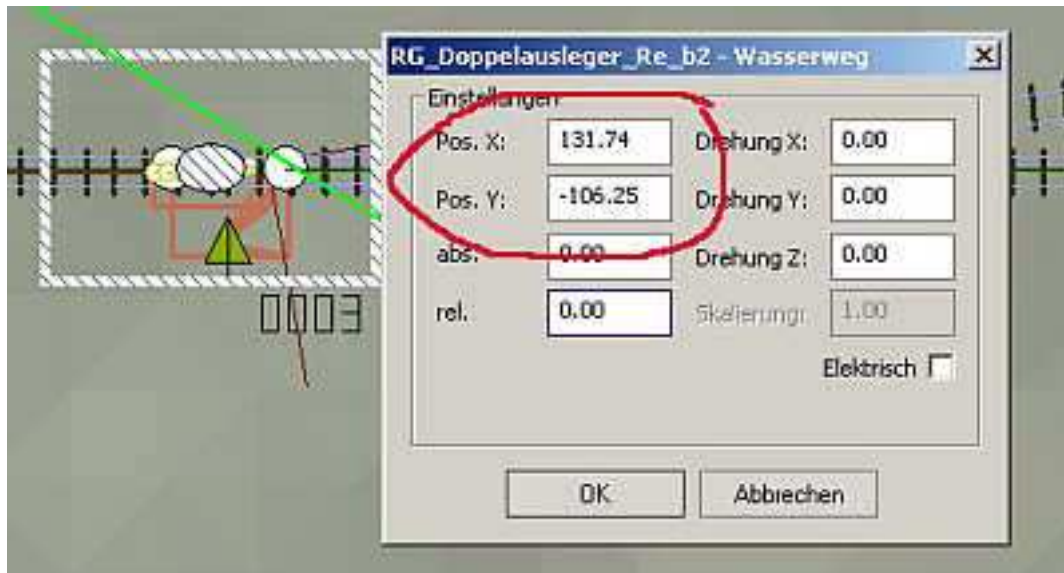 RG_Doppelausleger_Re_b2 - Wasserweg
Einstellungen
Pos. X: 131.74 Drehung X: 0.00
Pos. Y: -106.25 Drehung Y: 0.00
abs. 0.00 Drehung Z: 0.00
rel. 0.00 Skalierung: 1.00
Elektrisch
OK Abbrechen